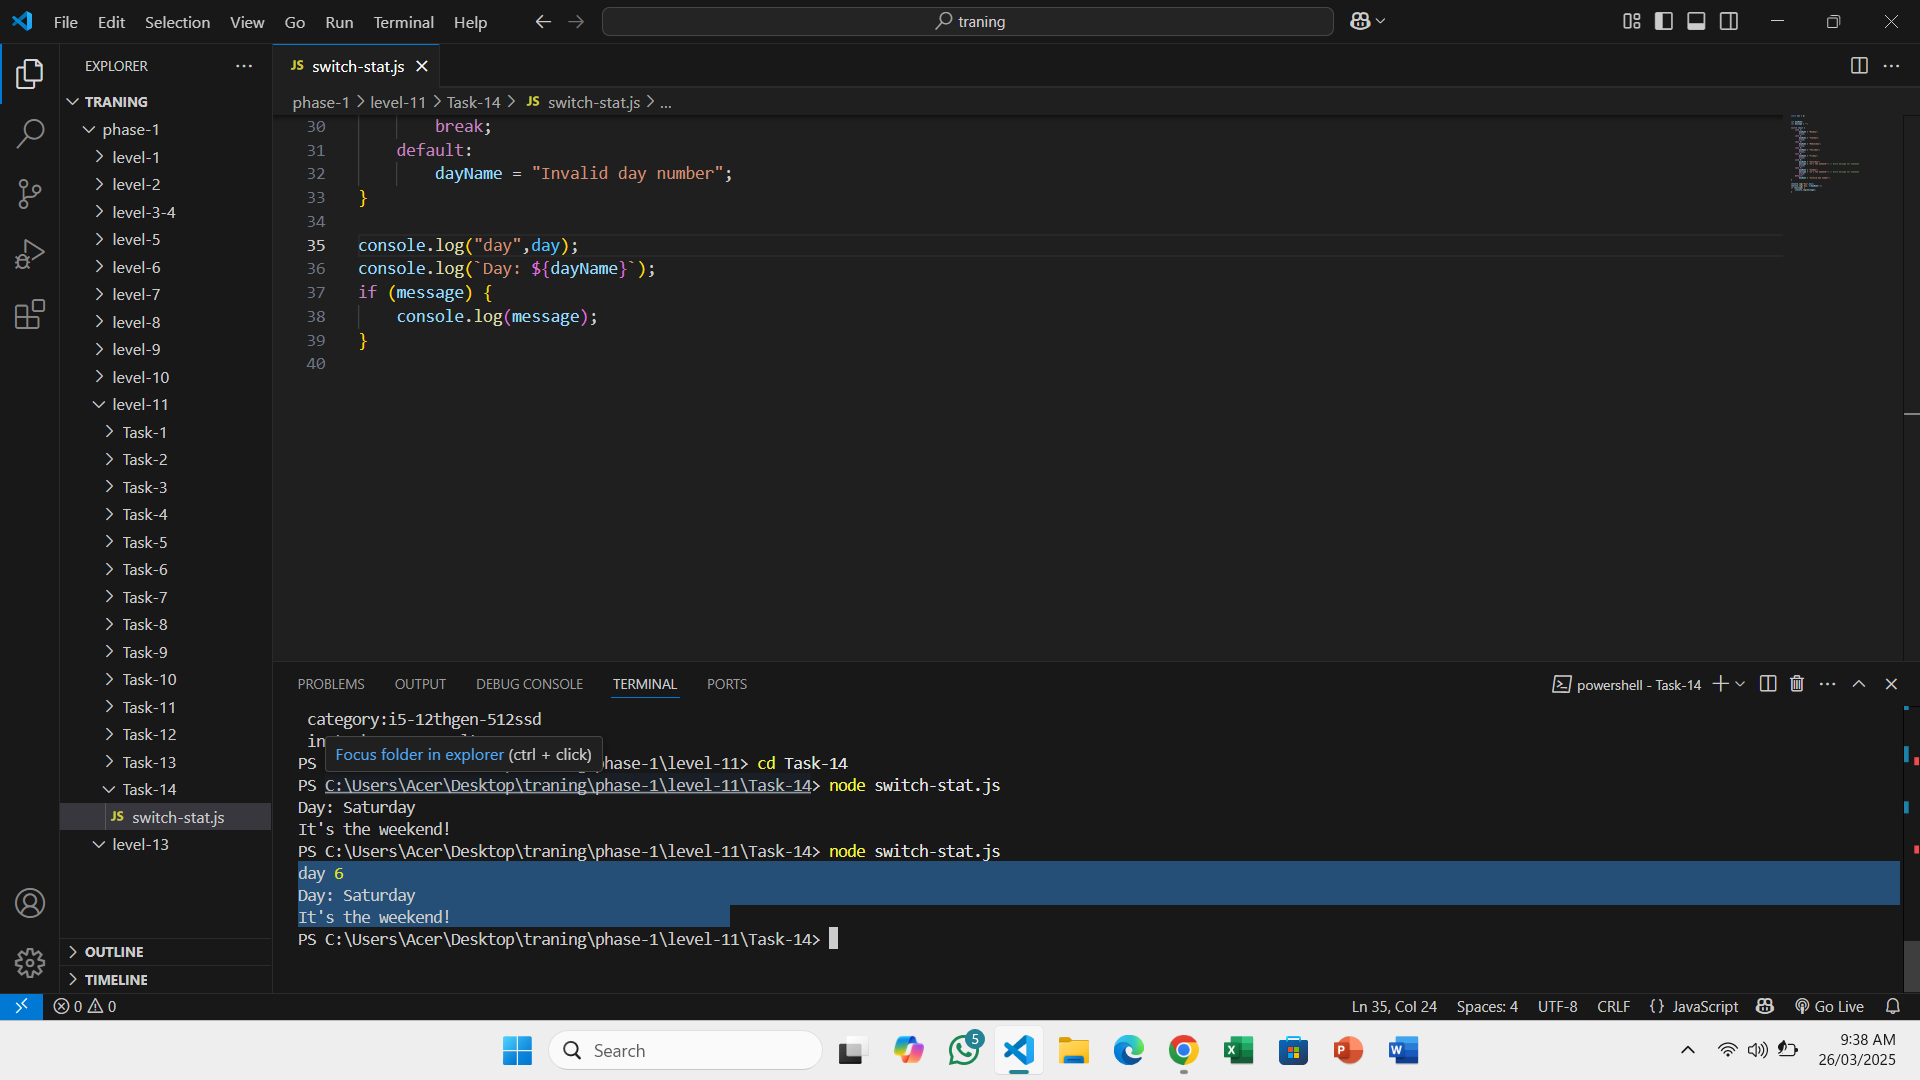 File Edit Selection View Go Run Terminal Help
traning
EXPLORER
JS switch-stat.js
TRANING
phase-1 > level-11 > Task-14 > JS switch-stat.js > ...
phase-1
level-1
level-2
level-3-4
level-5
level-6
level-7
level-8
level-9
level-10
level-11
Task-1
Task-2
Task-3
Task-4
Task-5
Task-6
Task-7
Task-8
Task-9
Task-10
Task-11
Task-12
Task-13
Task-14
JS switch-stat.js
level-13
OUTLINE
TIMELINE
30 break;
31 default:
32 dayName = "Invalid day number";
33 }
34
35 console.log("day",day);
36 console.log(`Day: ${dayName}`);
37 if (message) {
38 console.log(message);
39 }
40
PROBLEMS OUTPUT DEBUG CONSOLE TERMINAL PORTS
powershell - Task-14
category:i5-12thgen-512ssd
in
Focus folder in explorer (ctrl + click)
PS phase-1\level-11> cd Task-14
PS C:\Users\Acer\Desktop\traning\phase-1\level-11\Task-14> node switch-stat.js
Day: Saturday
It's the weekend!
PS C:\Users\Acer\Desktop\traning\phase-1\level-11\Task-14> node switch-stat.js
day 6
Day: Saturday
It's the weekend!
PS C:\Users\Acer\Desktop\traning\phase-1\level-11\Task-14>
0 0
Ln 35, Col 24 Spaces: 4 UTF-8 CRLF {} JavaScript Go Live
Search
5
9:38 AM
26/03/2025